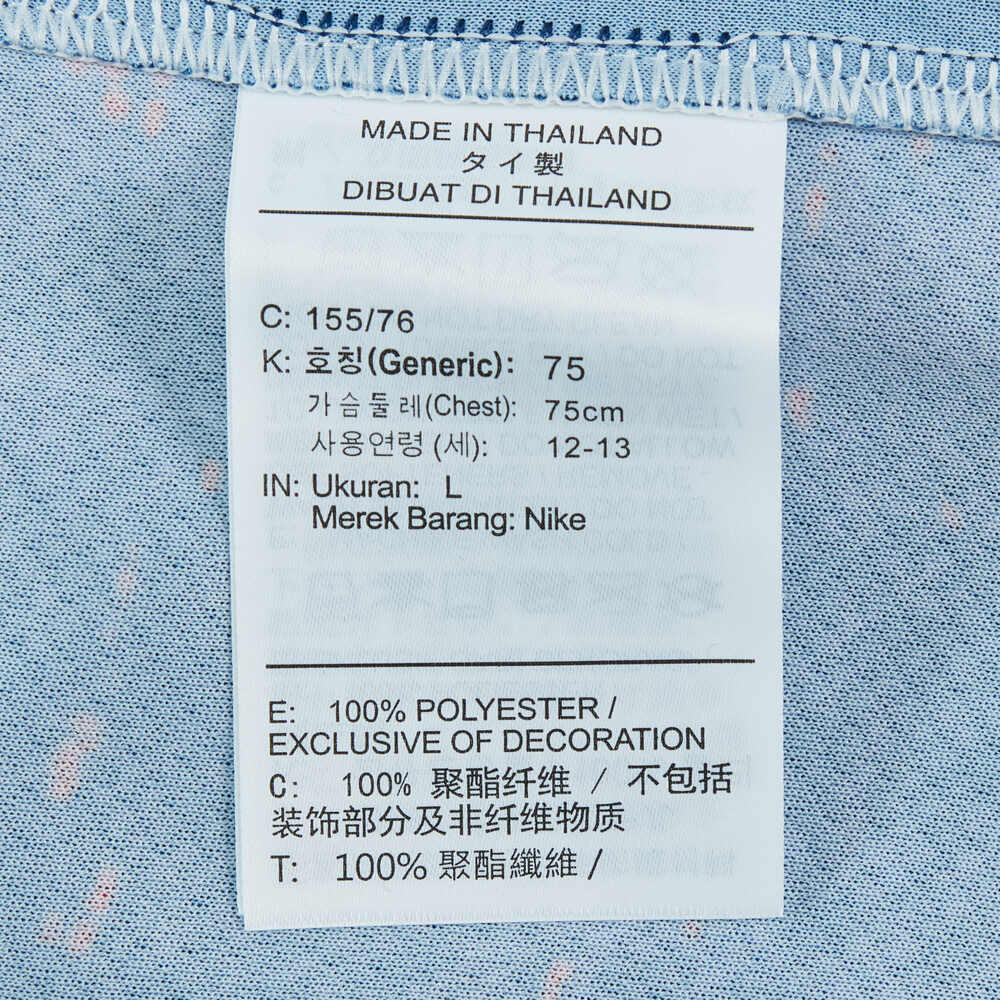 MADE IN THAILAND
タイ製
DIBUAT DI THAILAND
C: 155/76
K: 호칭(Generic): 75
가슴둘레(Chest): 75cm
사용연령 (세): 12-13
IN: Ukuran: L
Merek Barang: Nike
E: 100% POLYESTER /
EXCLUSIVE OF DECORATION
C: 100% 聚酯纤维 / 不包括
装饰部分及非纤维物质
T: 100% 聚酯纖維 /